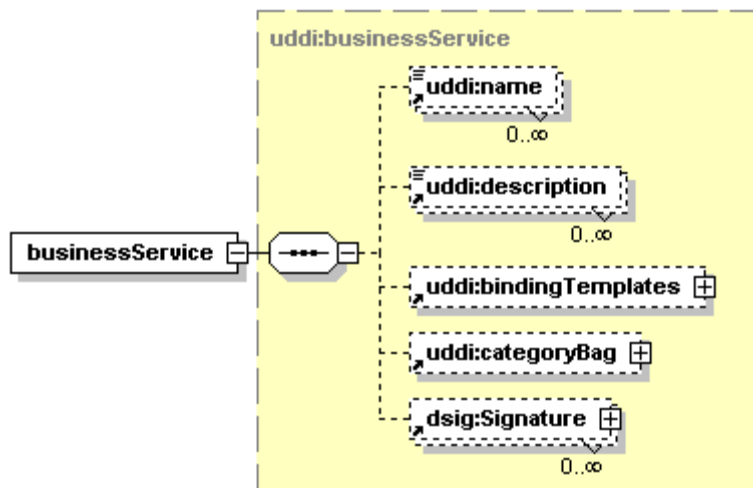 uddi:businessService
uddi:name
0..∞
uddi:description
0..∞
businessService
uddi:bindingTemplates
uddi:categoryBag
dsig:Signature
0..∞